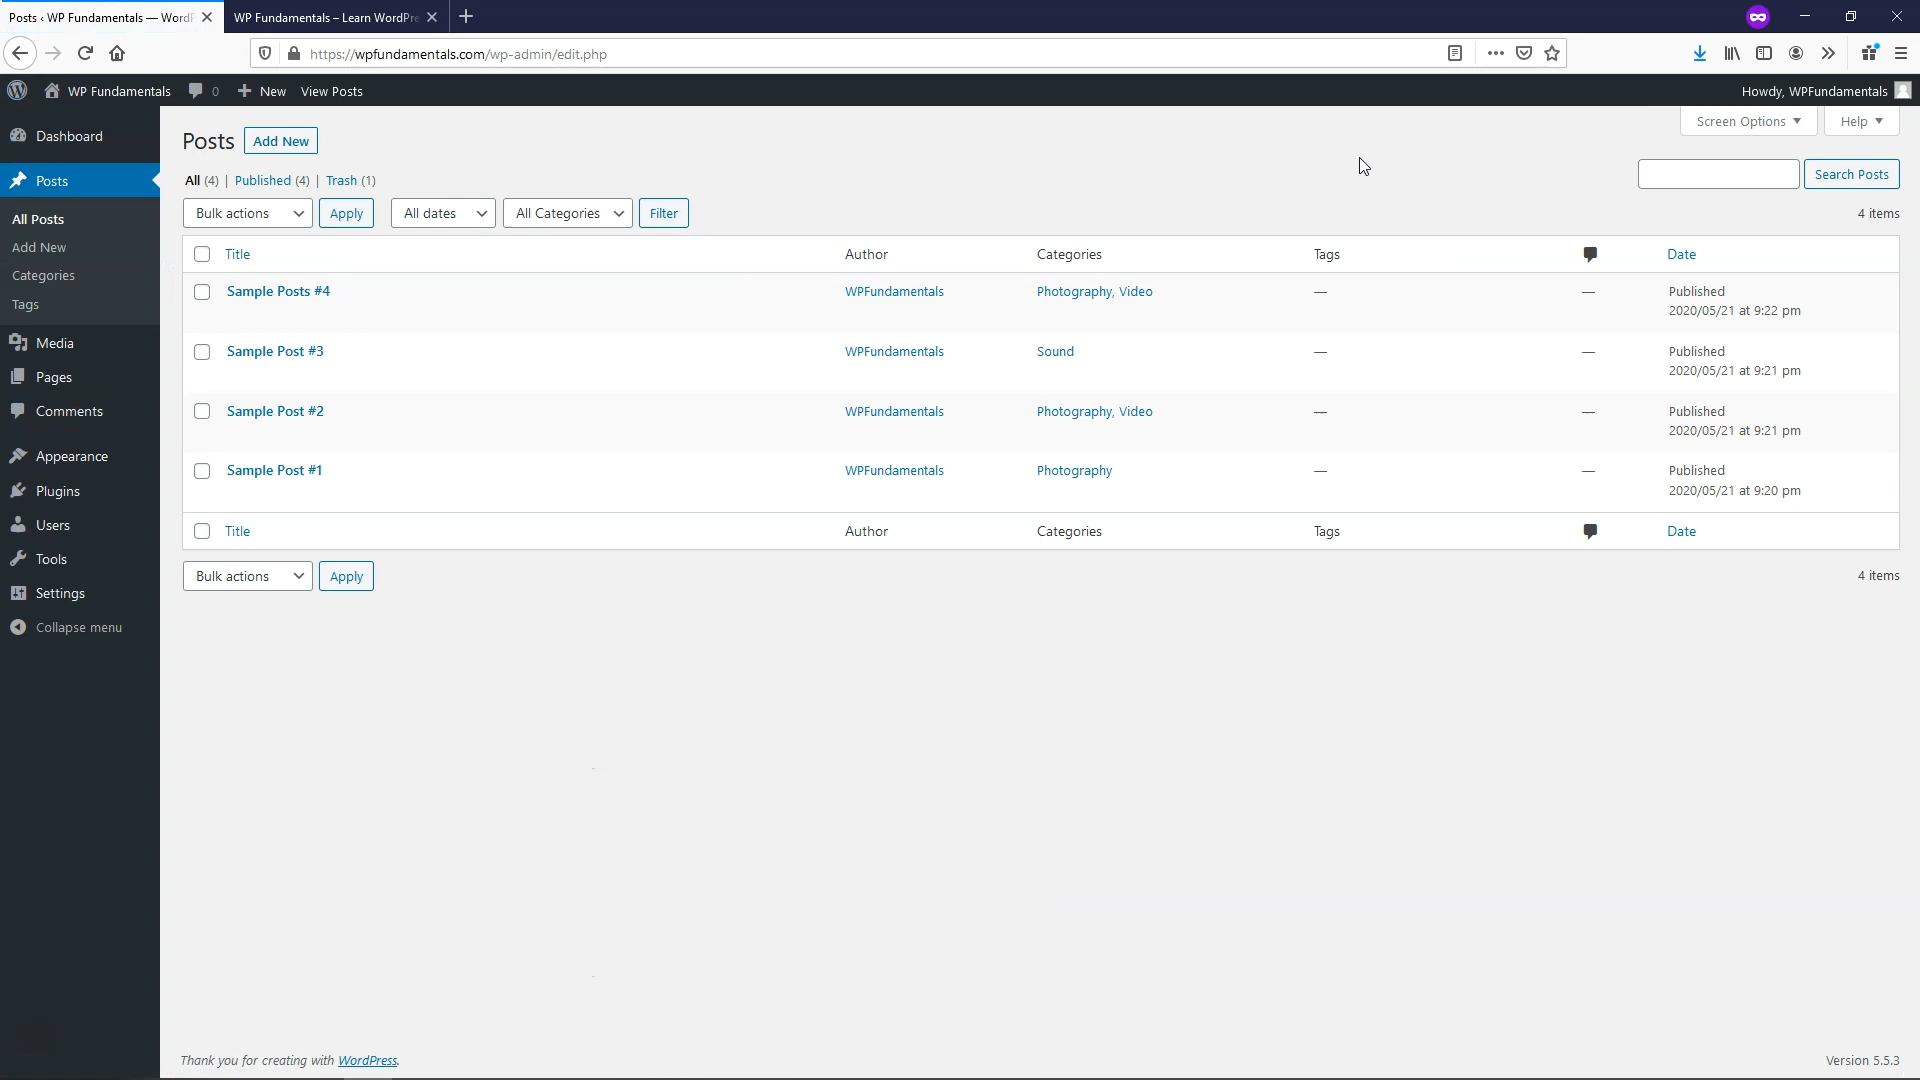 Posts ‹ WP Fundamentals — WordP
WP Fundamentals – Learn WordPre
https://wpfundamentals.com/wp-admin/edit.php
WP Fundamentals 0 New View Posts
Howdy, WPFundamentals
Dashboard
Posts
All Posts
Add New
Categories
Tags
Media
Pages
Comments
Appearance
Plugins
Users
Tools
Settings
Collapse menu
Screen Options Help
Posts Add New
All (4) | Published (4) | Trash (1)
Search Posts
Bulk actions Apply All dates All Categories Filter 4 items
Title Author Categories Tags Date
Sample Posts #4 WPFundamentals Photography, Video — — Published
2020/05/21 at 9:22 pm
Sample Post #3 WPFundamentals Sound — — Published
2020/05/21 at 9:21 pm
Sample Post #2 WPFundamentals Photography, Video — — Published
2020/05/21 at 9:21 pm
Sample Post #1 WPFundamentals Photography — — Published
2020/05/21 at 9:20 pm
Title Author Categories Tags Date
Bulk actions Apply 4 items
Thank you for creating with WordPress.
Version 5.5.3